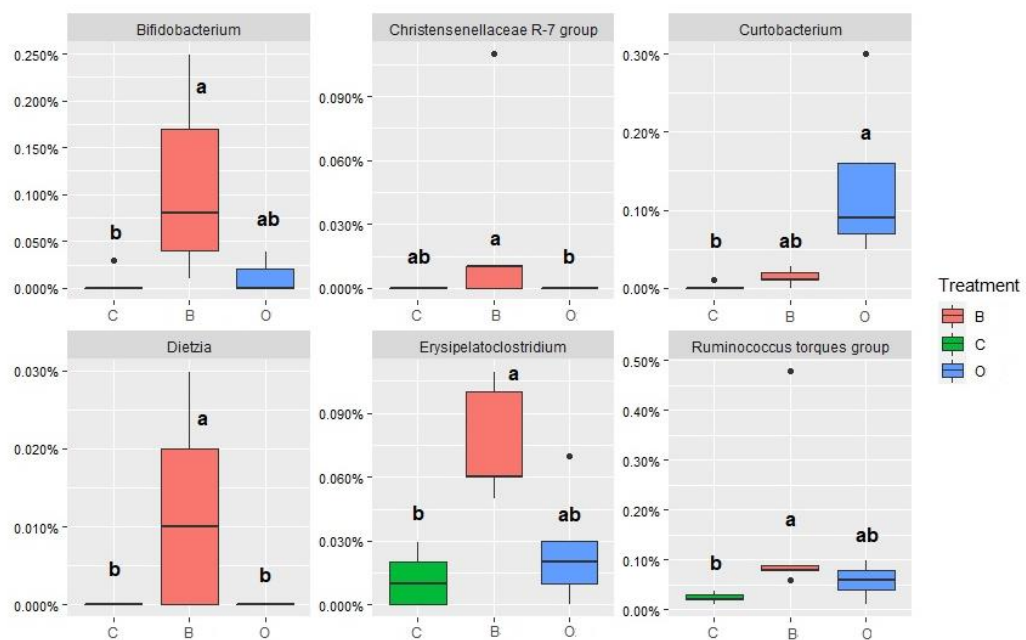 Bifidobacterium
Christensenellaceae R-7 group
Curtobacterium
0.250%
0.200%
0.150%
0.100%
0.050%
0.000%
b
a
ab
C
B
O
0.090%
0.060%
0.030%
0.000%
ab
a
b
C
B
O
0.30%
0.20%
0.10%
0.00%
b
ab
a
C
B
O
Dietzia
Erysipelatoclostridium
Ruminococcus torques group
0.030%
0.020%
0.010%
0.000%
b
a
b
C
B
O
0.090%
0.060%
0.030%
0.000%
b
a
ab
C
B
O
0.50%
0.40%
0.30%
0.20%
0.10%
0.00%
b
a
ab
C
B
O
Treatment
B
C
O